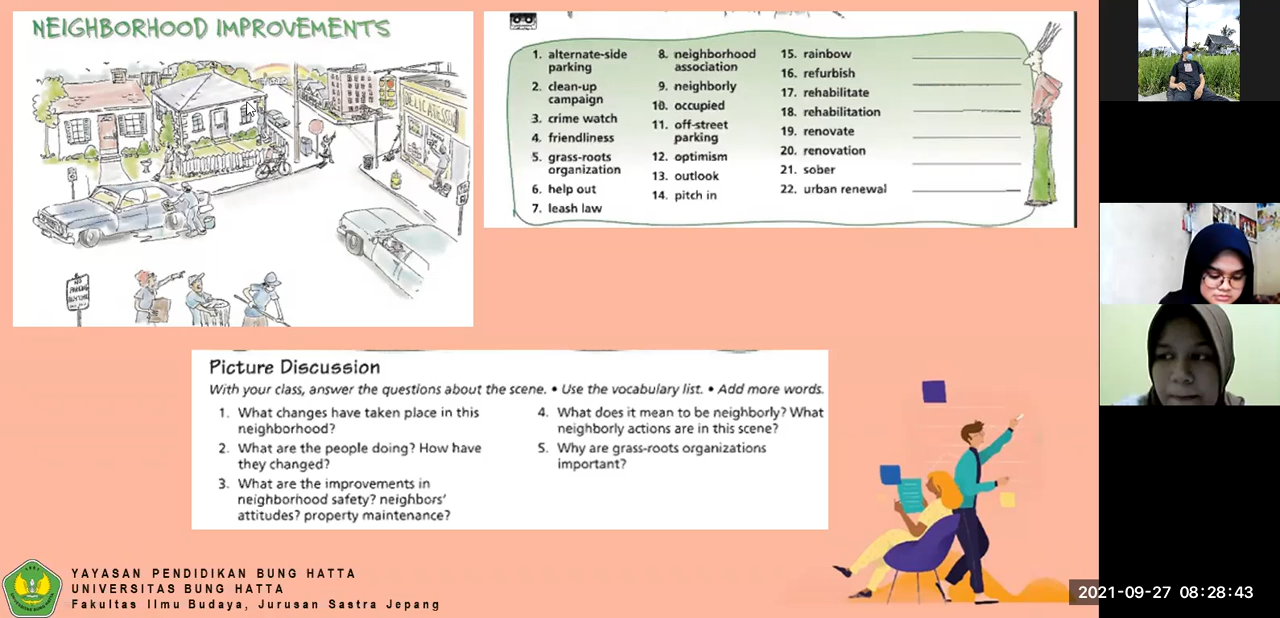 NEIGHBORHOOD IMPROVEMENTS
DELICATESSEN
NO
PARKING
1. alternate-side
parking
2. clean-up
campaign
3. crime watch
4. friendliness
5. grass-roots
organization
6. help out
7. leash law
8. neighborhood
association
9. neighborly
10. occupied
11. off-street
parking
12. optimism
13. outlook
14. pitch in
15. rainbow
16. refurbish
17. rehabilitate
18. rehabilitation
19. renovate
20. renovation
21. sober
22. urban renewal
Picture Discussion
With your class, answer the questions about the scene. • Use the vocabulary list. • Add more words.
1. What changes have taken place in this
neighborhood?
2. What are the people doing? How have
they changed?
3. What are the improvements in
neighborhood safety? neighbors'
attitudes? property maintenance?
4. What does it mean to be neighborly? What
neighborly actions are in this scene?
5. Why are grass-roots organizations
important?
YAYASAN PENDIDIKAN BUNG HATTA
UNIVERSITAS BUNG HATTA
Fakultas Ilmu Budaya, Jurusan Sastra Jepang
2021-09-27 08:28:43